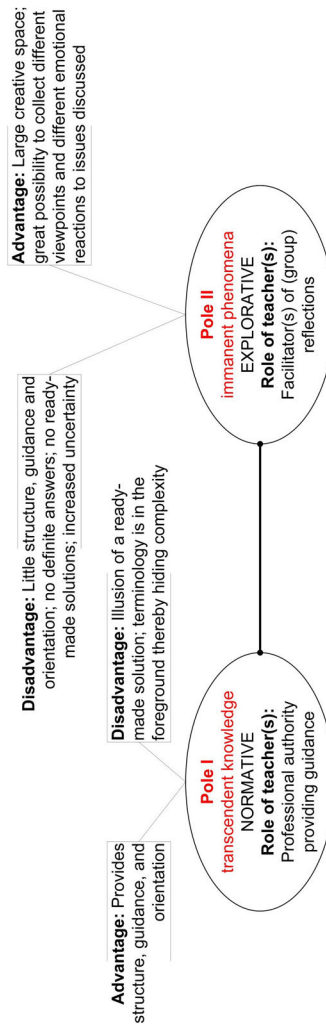 Advantage: Provides
structure, guidance, and
orientation
Disadvantage: Illusion of a ready-
made solution; terminology is in the
foreground thereby hiding complexity
Pole I
transcendent knowledge
NORMATIVE
Role of teacher(s):
Professional authority
providing guidance
Disadvantage: Little structure, guidance and
orientation; no definite answers; no ready-
made solutions; increased uncertainty
Advantage: Large creative space;
great possibility to collect different
viewpoints and different emotional
reactions to issues discussed
Pole II
immanent phenomena
EXPLORATIVE
Role of teacher(s):
Facilitator(s) of (group)
reflections